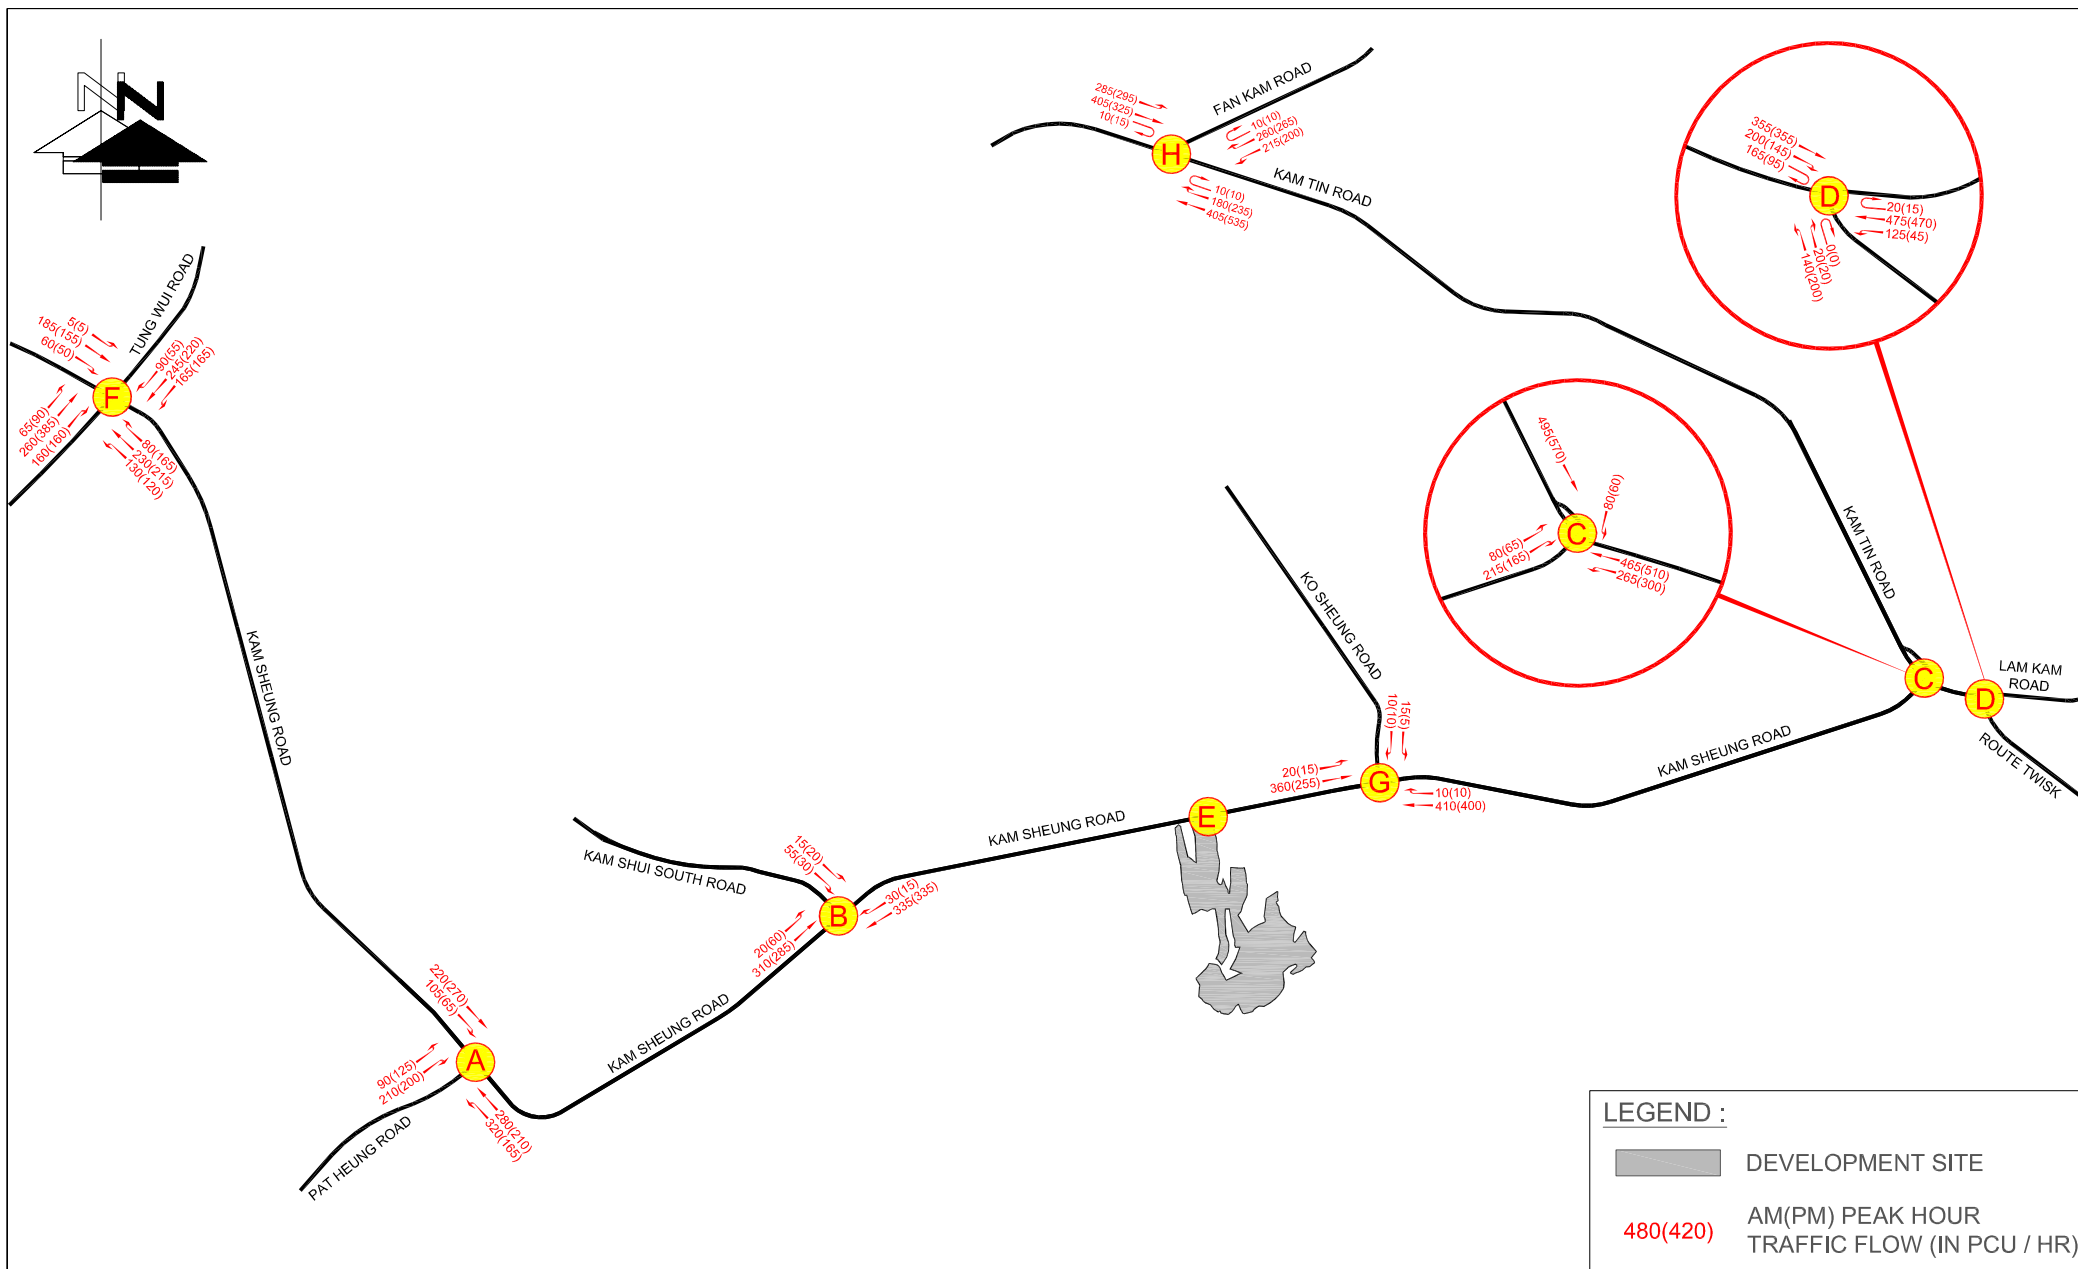 N
N
FAN KAM ROAD
285(295)
405(325)
10(15)
H
10(10)
260(265)
215(200)
KAM TIN ROAD
10(10)
180(235)
405(535)
355(355)
200(145)
165(95)
D
20(15)
475(470)
125(45)
0(0)
20(20)
140(200)
TUNG WUI ROAD
5(5)
185(155)
60(50)
F
90(55)
245(220)
165(165)
65(90)
260(385)
160(160)
80(165)
230(215)
130(120)
495(570)
80(60)
C
80(65)
215(165)
465(510)
265(300)
KAM TIN ROAD
KO SHEUNG ROAD
KAM SHEUNG ROAD
C
D
LAM KAM
ROAD
ROUTE TWISK
KAM SHEUNG ROAD
15(5)
10(10)
20(15)
360(255)
G
10(10)
410(400)
E
KAM SHEUNG ROAD
KAM SHUI SOUTH ROAD
15(20)
55(30)
B
30(15)
335(335)
20(60)
310(285)
KAM SHEUNG ROAD
220(270)
105(65)
A
90(125)
210(200)
280(210)
320(165)
PAT HEUNG ROAD
LEGEND :
DEVELOPMENT SITE
480(420)
AM(PM) PEAK HOUR
TRAFFIC FLOW (IN PCU / HR)